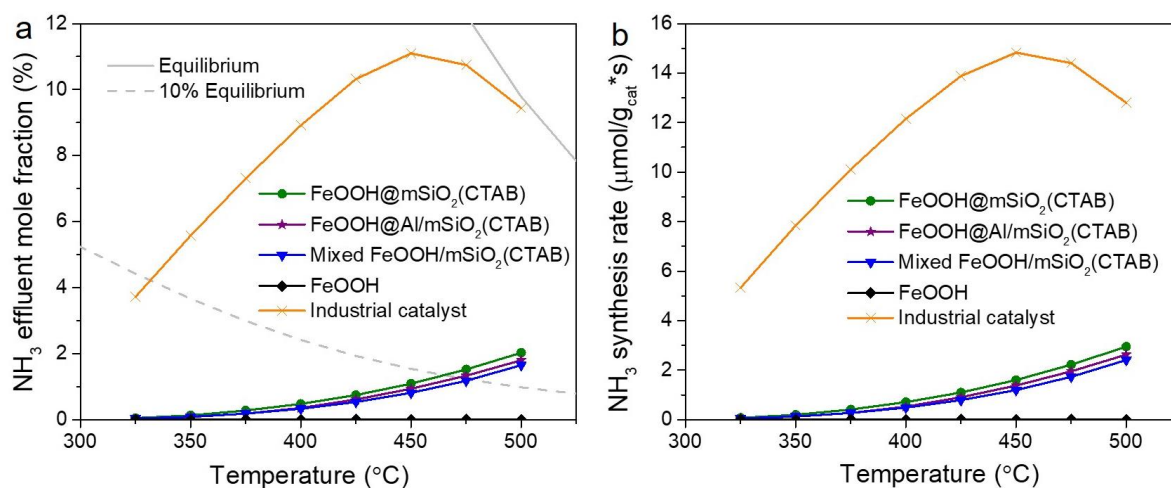 a
NH₃ effluent mole fraction (%)
12
10
8
6
4
2
0
Equilibrium
10% Equilibrium
FeOOH@mSiO₂(CTAB)
FeOOH@Al/mSiO₂(CTAB)
Mixed FeOOH/mSiO₂(CTAB)
FeOOH
Industrial catalyst
300 350 400 450 500
Temperature (°C)
b
NH₃ synthesis rate (μmol/g_cat*s)
16
14
12
10
8
6
4
2
0
FeOOH@mSiO₂(CTAB)
FeOOH@Al/mSiO₂(CTAB)
Mixed FeOOH/mSiO₂(CTAB)
FeOOH
Industrial catalyst
300 350 400 450 500
Temperature (°C)